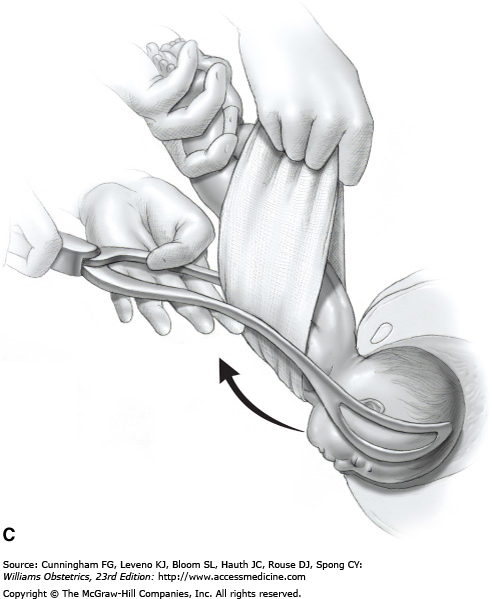 C
Source: Cunningham FG, Leveno KJ, Bloom SL, Hauth JC, Rouse DJ, Spong CY:
Williams Obstetrics, 23rd Edition: http://www.accessmedicine.com
Copyright © The McGraw-Hill Companies, Inc. All rights reserved.